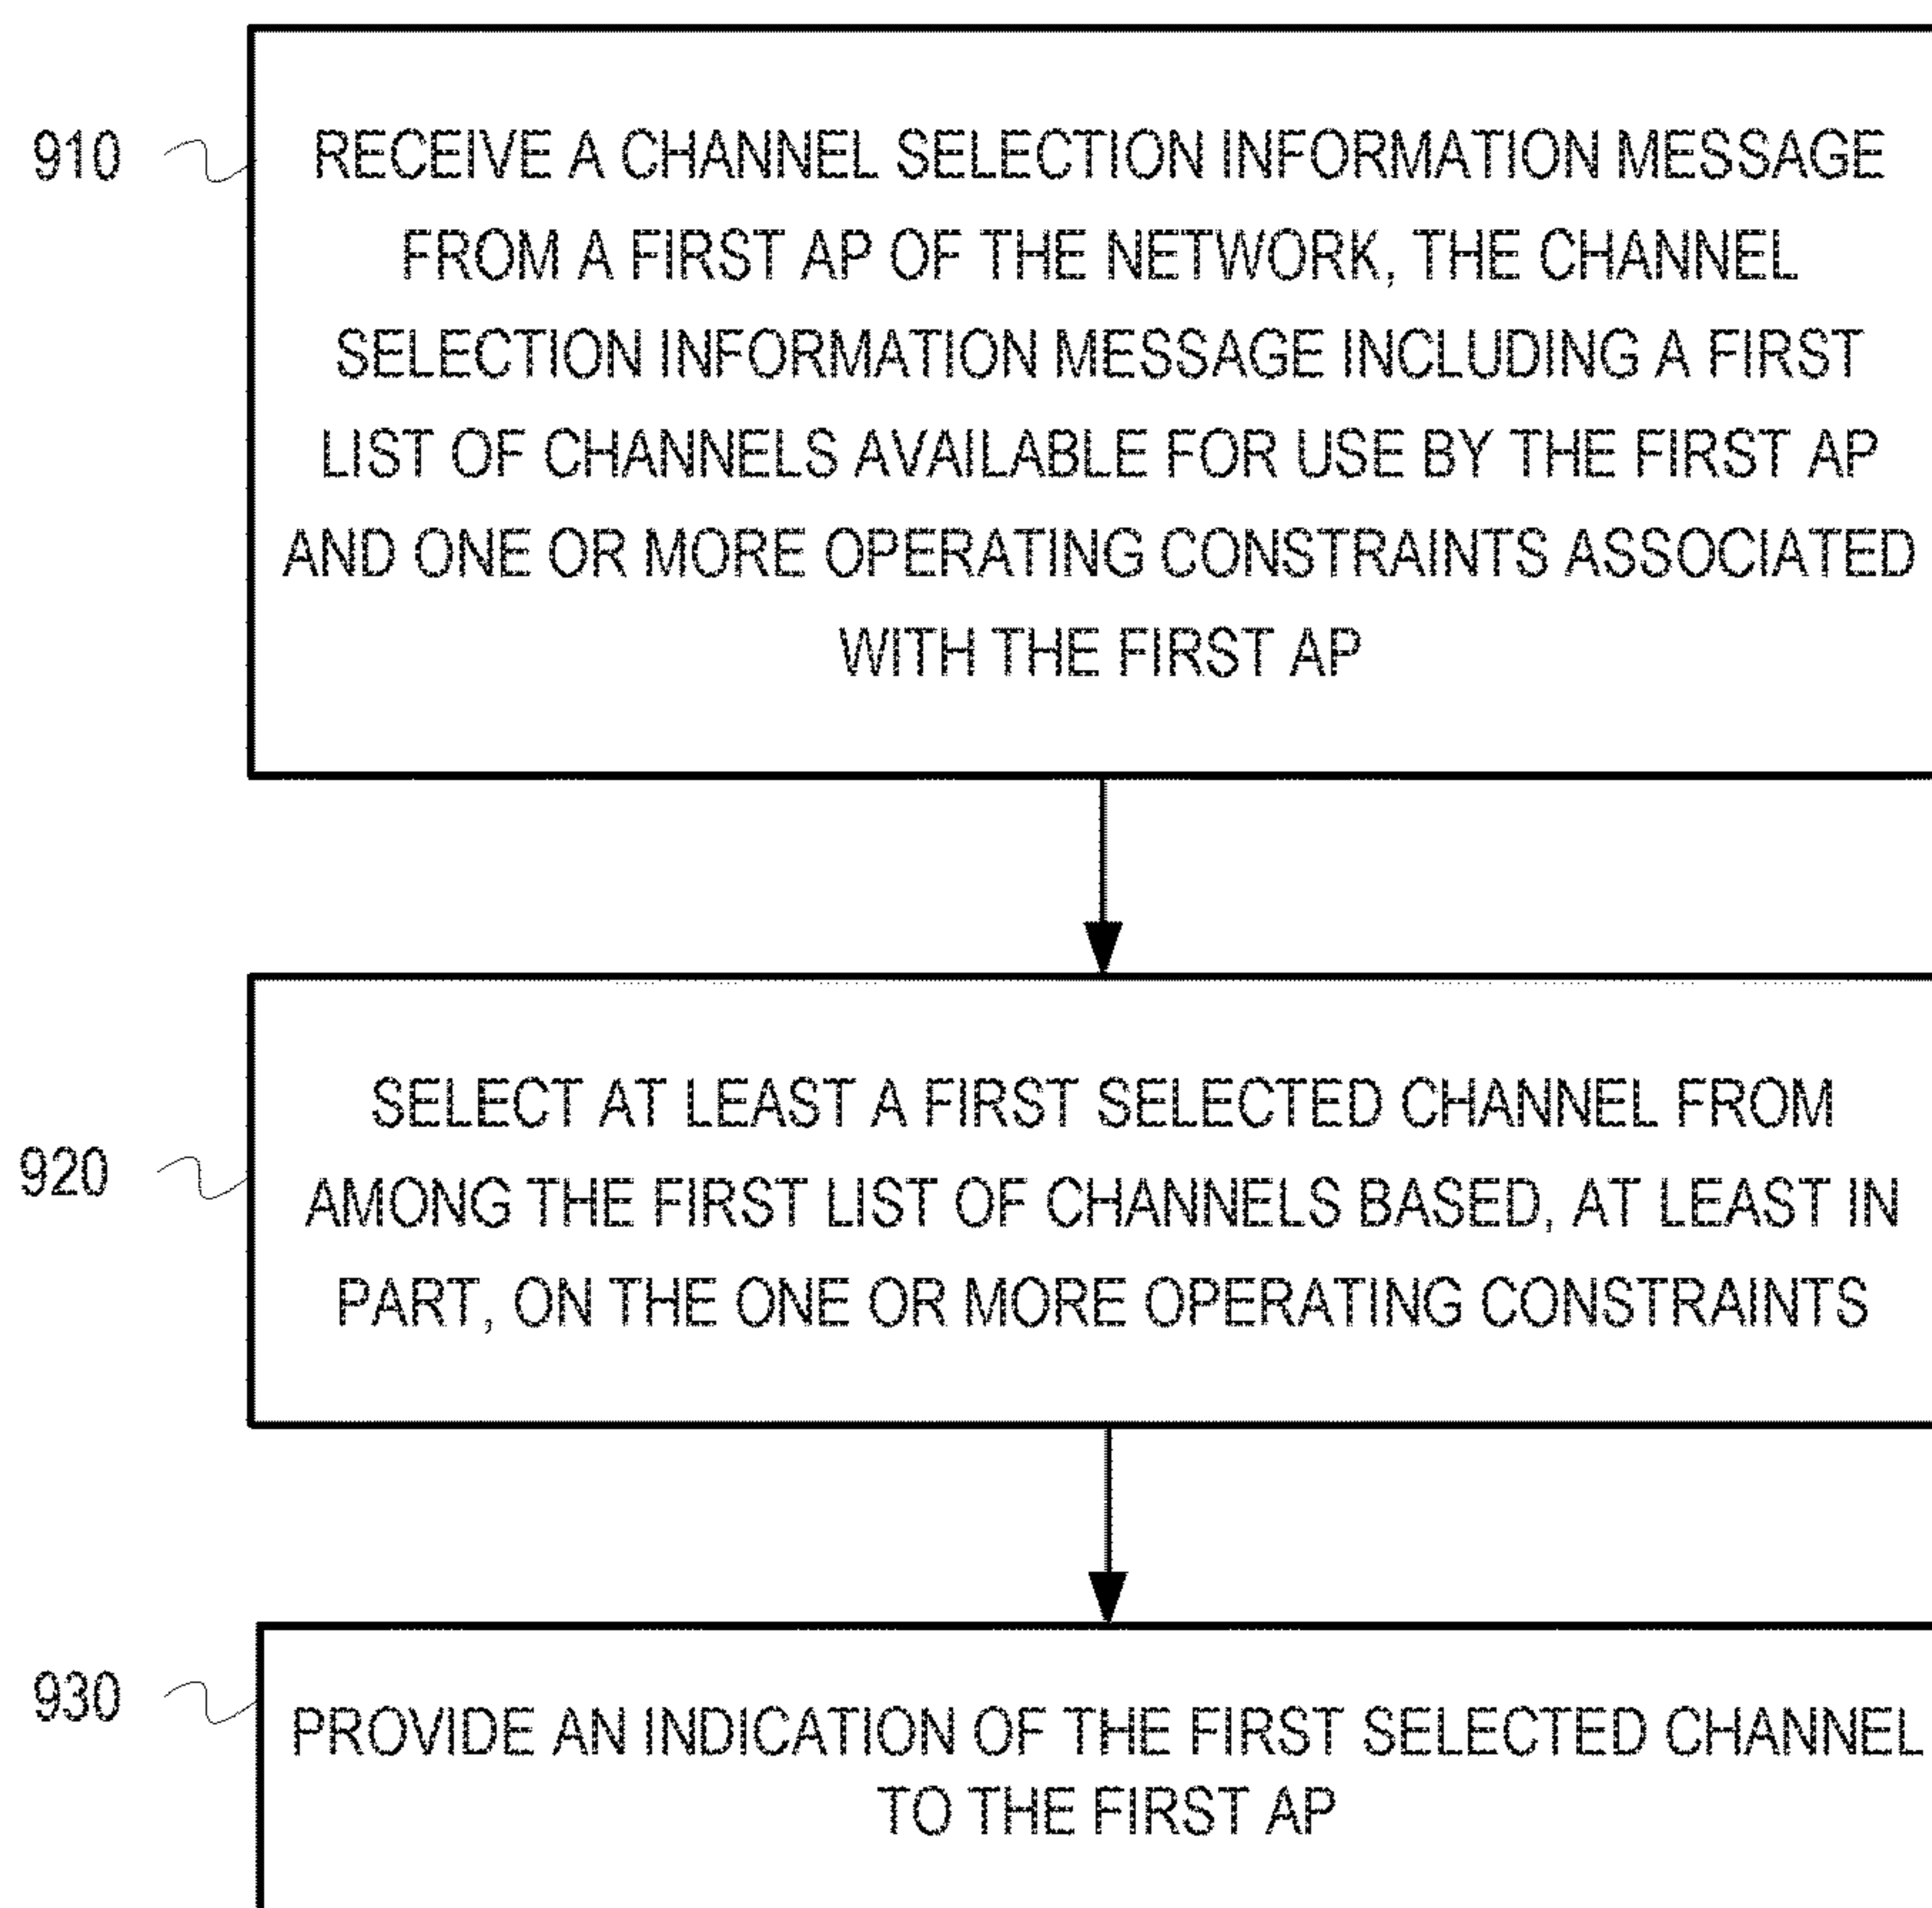 910
RECEIVE A CHANNEL SELECTION INFORMATION MESSAGE
FROM A FIRST AP OF THE NETWORK, THE CHANNEL
SELECTION INFORMATION MESSAGE INCLUDING A FIRST
LIST OF CHANNELS AVAILABLE FOR USE BY THE FIRST AP
AND ONE OR MORE OPERATING CONSTRAINTS ASSOCIATED
WITH THE FIRST AP
920
SELECT AT LEAST A FIRST SELECTED CHANNEL FROM
AMONG THE FIRST LIST OF CHANNELS BASED, AT LEAST IN
PART, ON THE ONE OR MORE OPERATING CONSTRAINTS
930
PROVIDE AN INDICATION OF THE FIRST SELECTED CHANNEL
TO THE FIRST AP